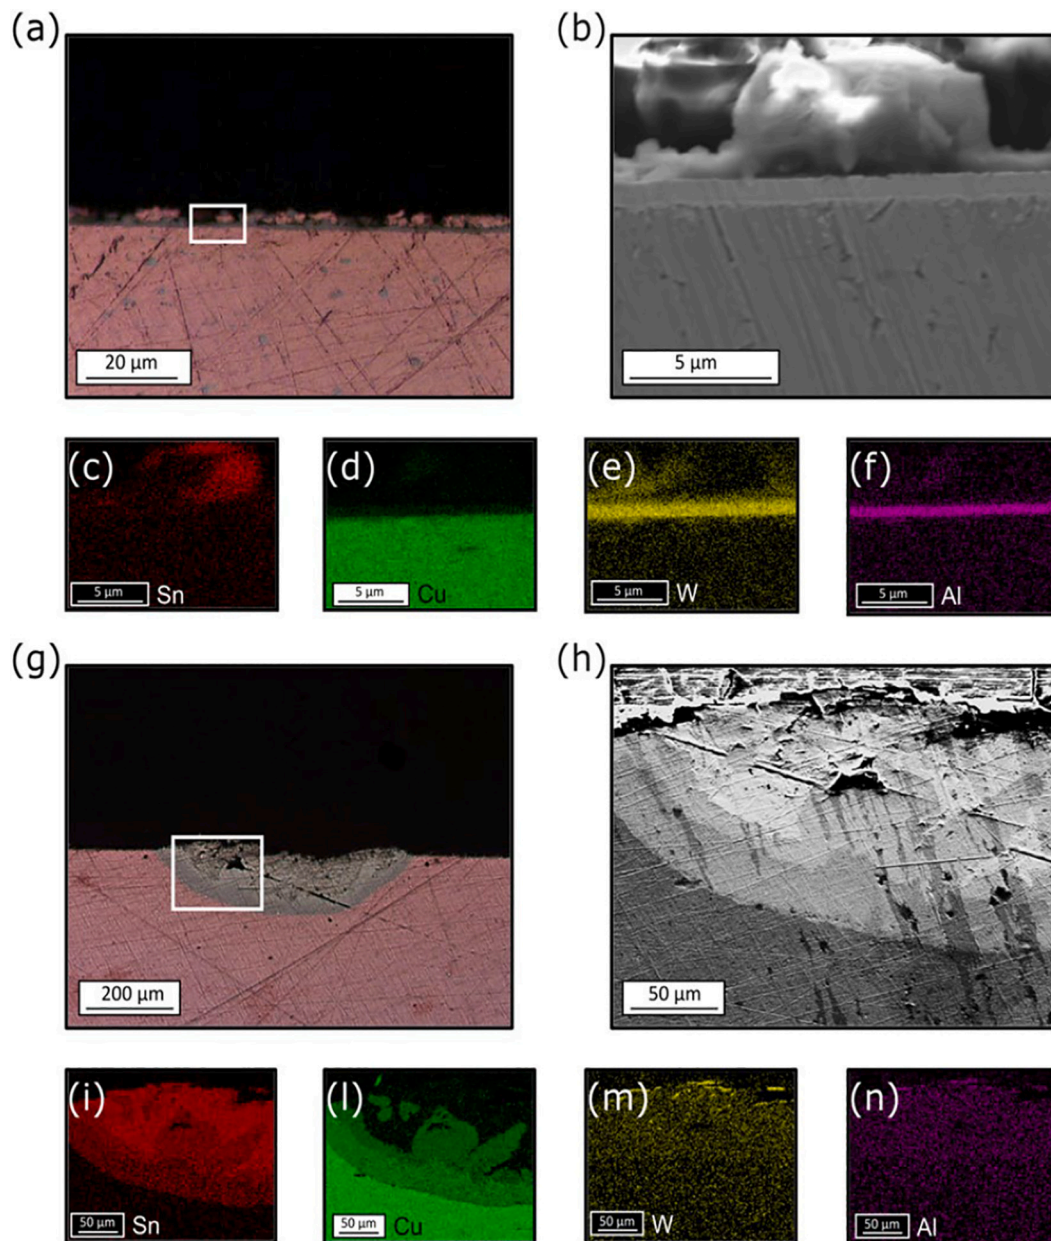 (a)
(b)
20 µm
5 µm
(c)
(d)
(e)
(f)
5 µm Sn
5 µm Cu
5 µm W
5 µm Al
(g)
(h)
200 µm
50 µm
(i)
(l)
(m)
(n)
50 µm Sn
50 µm Cu
50 µm W
50 µm Al